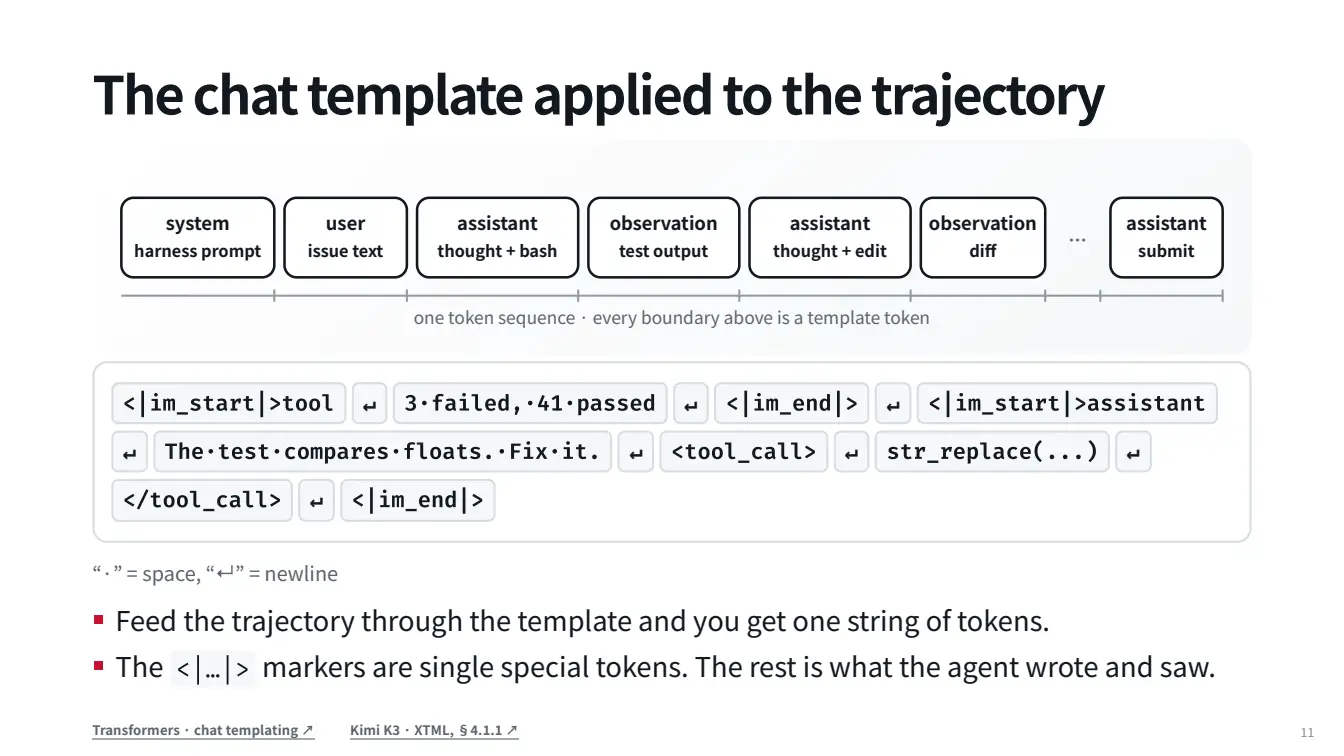 The chat template applied to the trajectory
system
harness prompt
user
issue text
assistant
thought + bash
observation
test output
assistant
thought + edit
observation
diff
...
assistant
submit
one token sequence · every boundary above is a template token
<|im_start|>tool ↵ 3·failed,·41·passed ↵ <|im_end|> ↵ <|im_start|>assistant
↵ The·test·compares·floats.·Fix·it. ↵ <tool_call> ↵ str_replace(...) ↵
</tool_call> ↵ <|im_end|>
“·” = space, “↵” = newline
▪ Feed the trajectory through the template and you get one string of tokens.
▪ The <|…|> markers are single special tokens. The rest is what the agent wrote and saw.
Transformers · chat templating ↗ Kimi K3 · XTML, §4.1.1 ↗
11